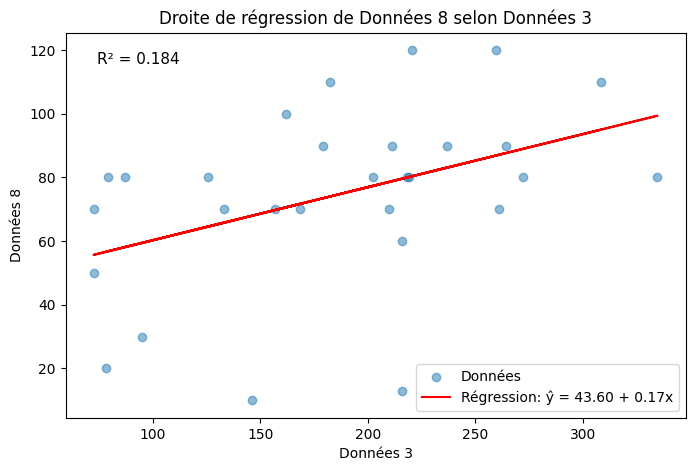 Droite de régression de Données 8 selon Données 3
R² = 0.184
120
100
80
60
40
20
Données 8
100
150
200
250
300
Données 3
Données
Régression: ŷ = 43.60 + 0.17x